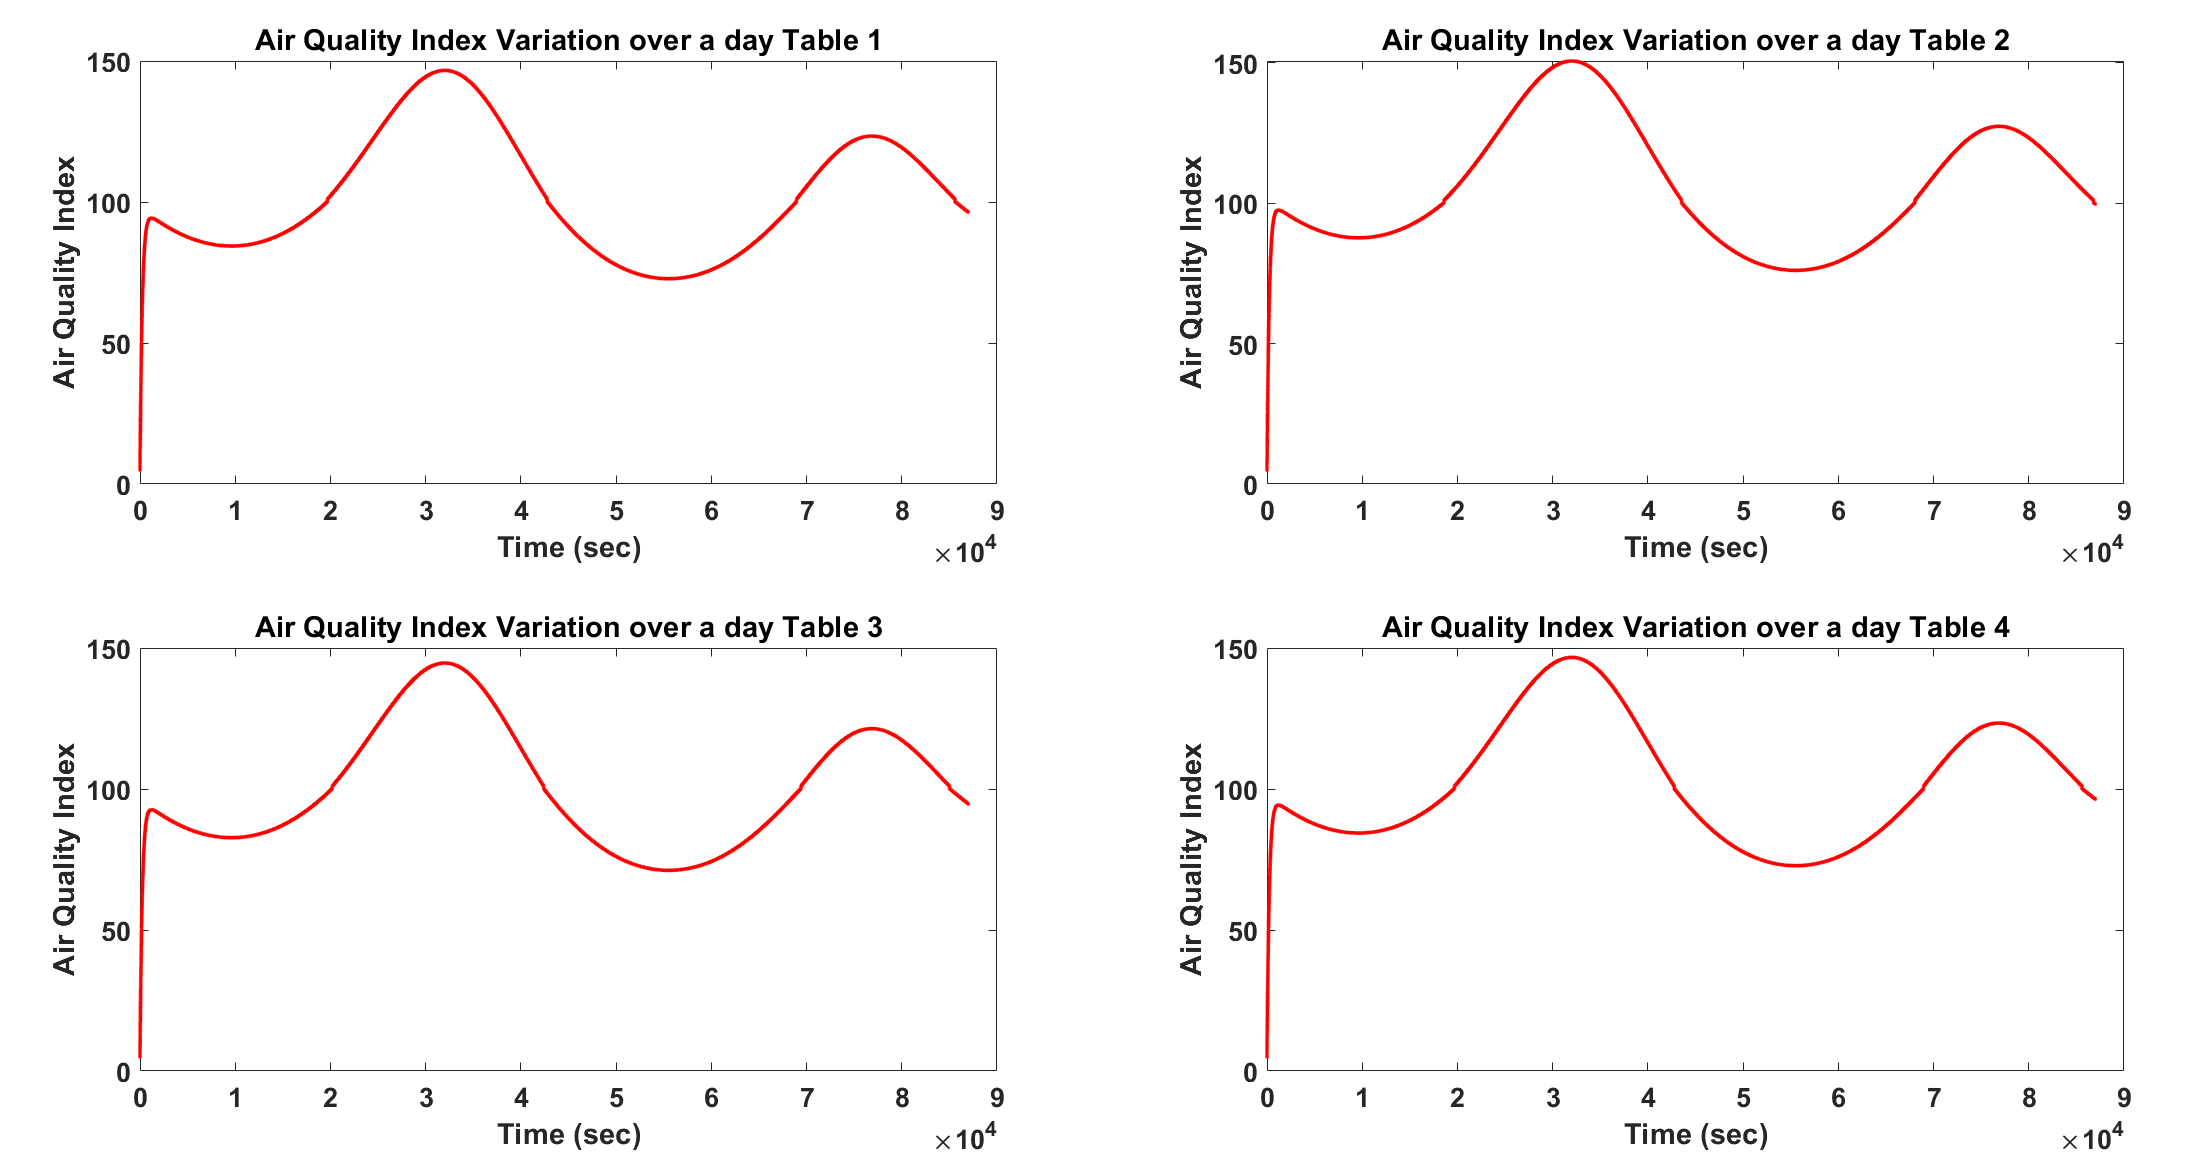 Air Quality Index Variation over a day Table 1
150
100
50
0
Air Quality Index
0 1 2 3 4 5 6 7 8 9
Time (sec)
×10^4
Air Quality Index Variation over a day Table 2
150
100
50
0
Air Quality Index
0 1 2 3 4 5 6 7 8 9
Time (sec)
×10^4
Air Quality Index Variation over a day Table 3
150
100
50
0
Air Quality Index
0 1 2 3 4 5 6 7 8 9
Time (sec)
×10^4
Air Quality Index Variation over a day Table 4
150
100
50
0
Air Quality Index
0 1 2 3 4 5 6 7 8 9
Time (sec)
×10^4